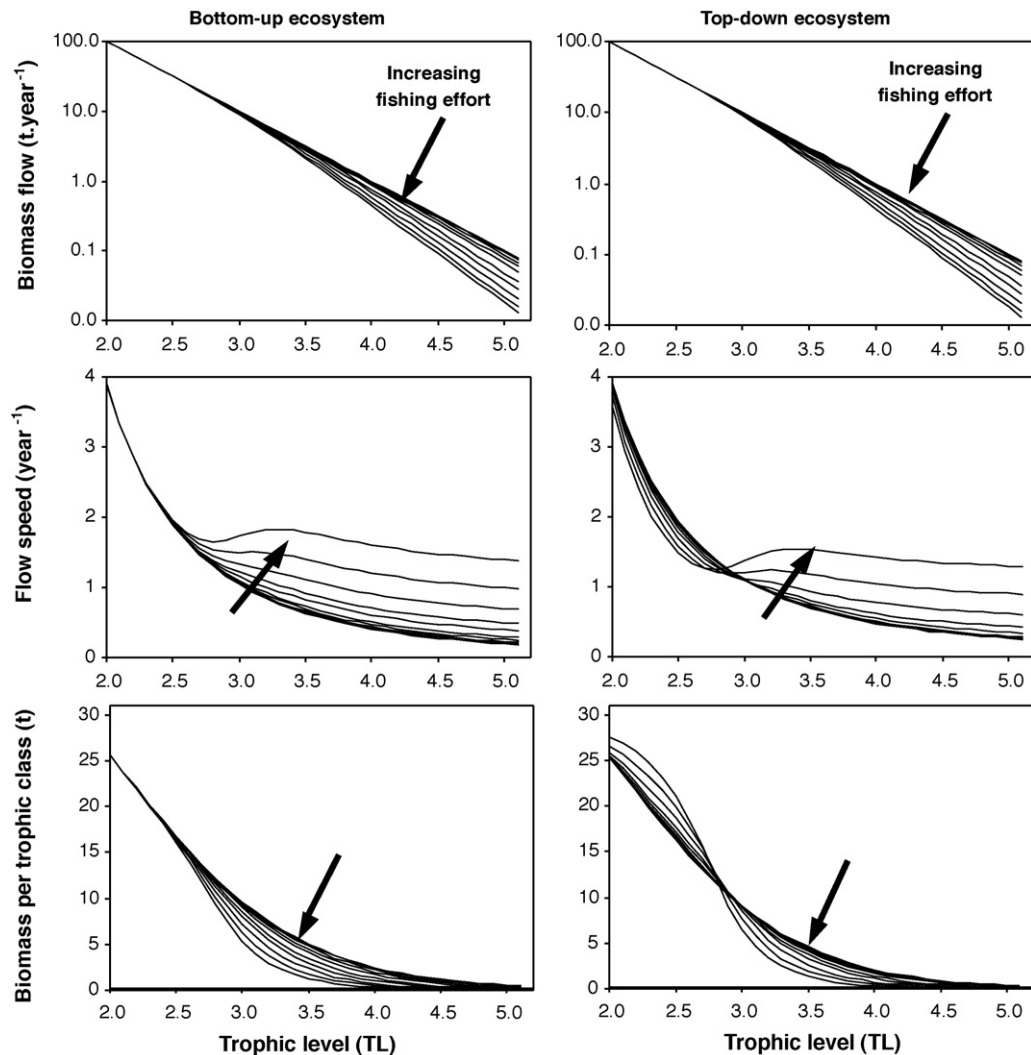 Bottom-up ecosystem
Top-down ecosystem
Biomass flow (t.year⁻¹)
100.0
10.0
1.0
0.1
0.0
Increasing
fishing effort
2.0 2.5 3.0 3.5 4.0 4.5 5.0
100.0
10.0
1.0
0.1
0.0
Increasing
fishing effort
2.0 2.5 3.0 3.5 4.0 4.5 5.0
Flow speed (year ⁻¹)
4
3
2
1
0
2.0 2.5 3.0 3.5 4.0 4.5 5.0
4
3
2
1
0
2.0 2.5 3.0 3.5 4.0 4.5 5.0
Biomass per trophic class (t)
30
25
20
15
10
5
0
2.0 2.5 3.0 3.5 4.0 4.5 5.0
Trophic level (TL)
30
25
20
15
10
5
0
2.0 2.5 3.0 3.5 4.0 4.5 5.0
Trophic level (TL)